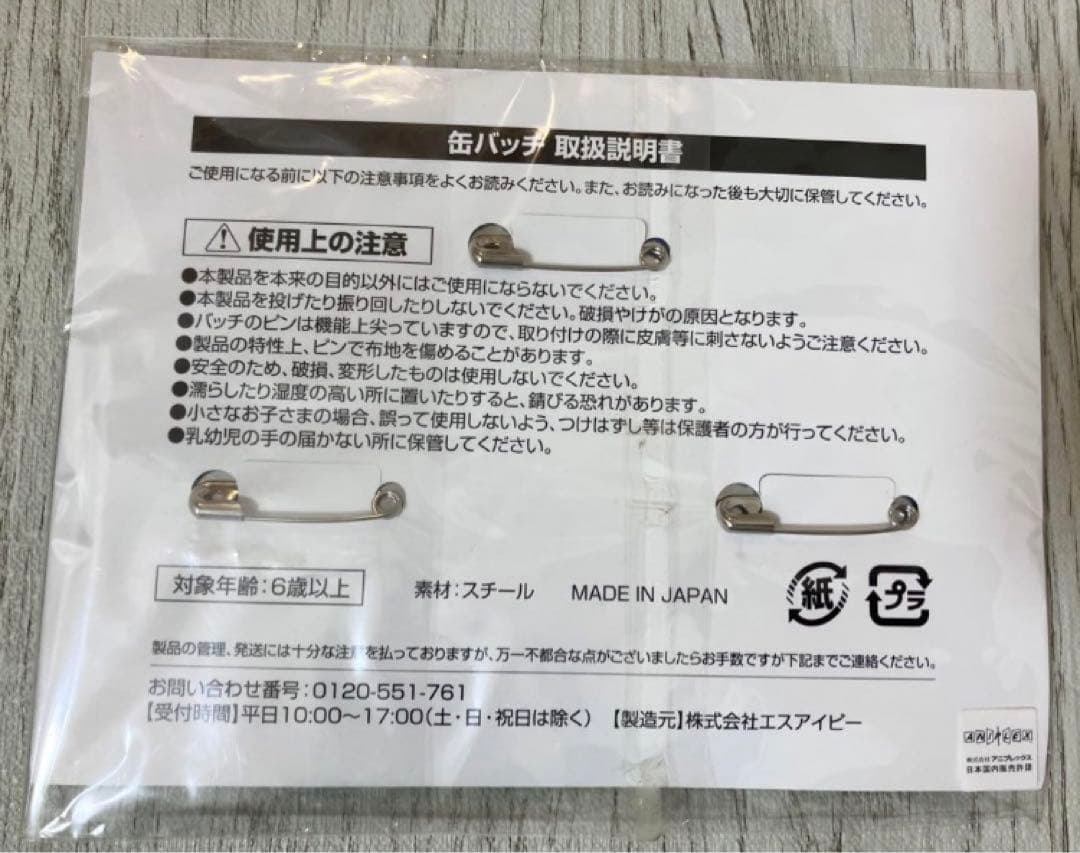 缶バッチ 取扱説明書
ご使用になる前に以下の注意事項をよくお読みください。また、お読みになった後も大切に保管してください。
使用上の注意
●本製品を本来の目的以外にはご使用にならないでください。
●本製品を投げたり振り回したりしないでください。破損やけがの原因となります。
●バッチのピンは機能上尖っていますので、取り付けの際に皮膚等に刺さないようご注意ください。
●製品の特性上、ピンで布地を傷めることがあります。
●安全のため、破損、変形したものは使用しないでください。
●濡らしたり湿度の高い所に置いたりすると、錆びる恐れがあります。
●小さなお子さまの場合、誤って使用しないよう、つけはずし等は保護者の方が行ってください。
●乳幼児の手の届かない所に保管してください。
対象年齢:6歳以上 素材:スチール MADE IN JAPAN 紙 プラ
製品の管理、発送には十分な注意を払っておりますが、万一不都合な点がございましたらお手数ですが下記までご連絡ください。
お問い合わせ番号:0120-551-761
【受付時間】平日10:00〜17:00(土・日・祝日は除く) 【製造元】株式会社エスアイピー
ANIPLEX
株式会社アニプレックス
日本国内販売許諾